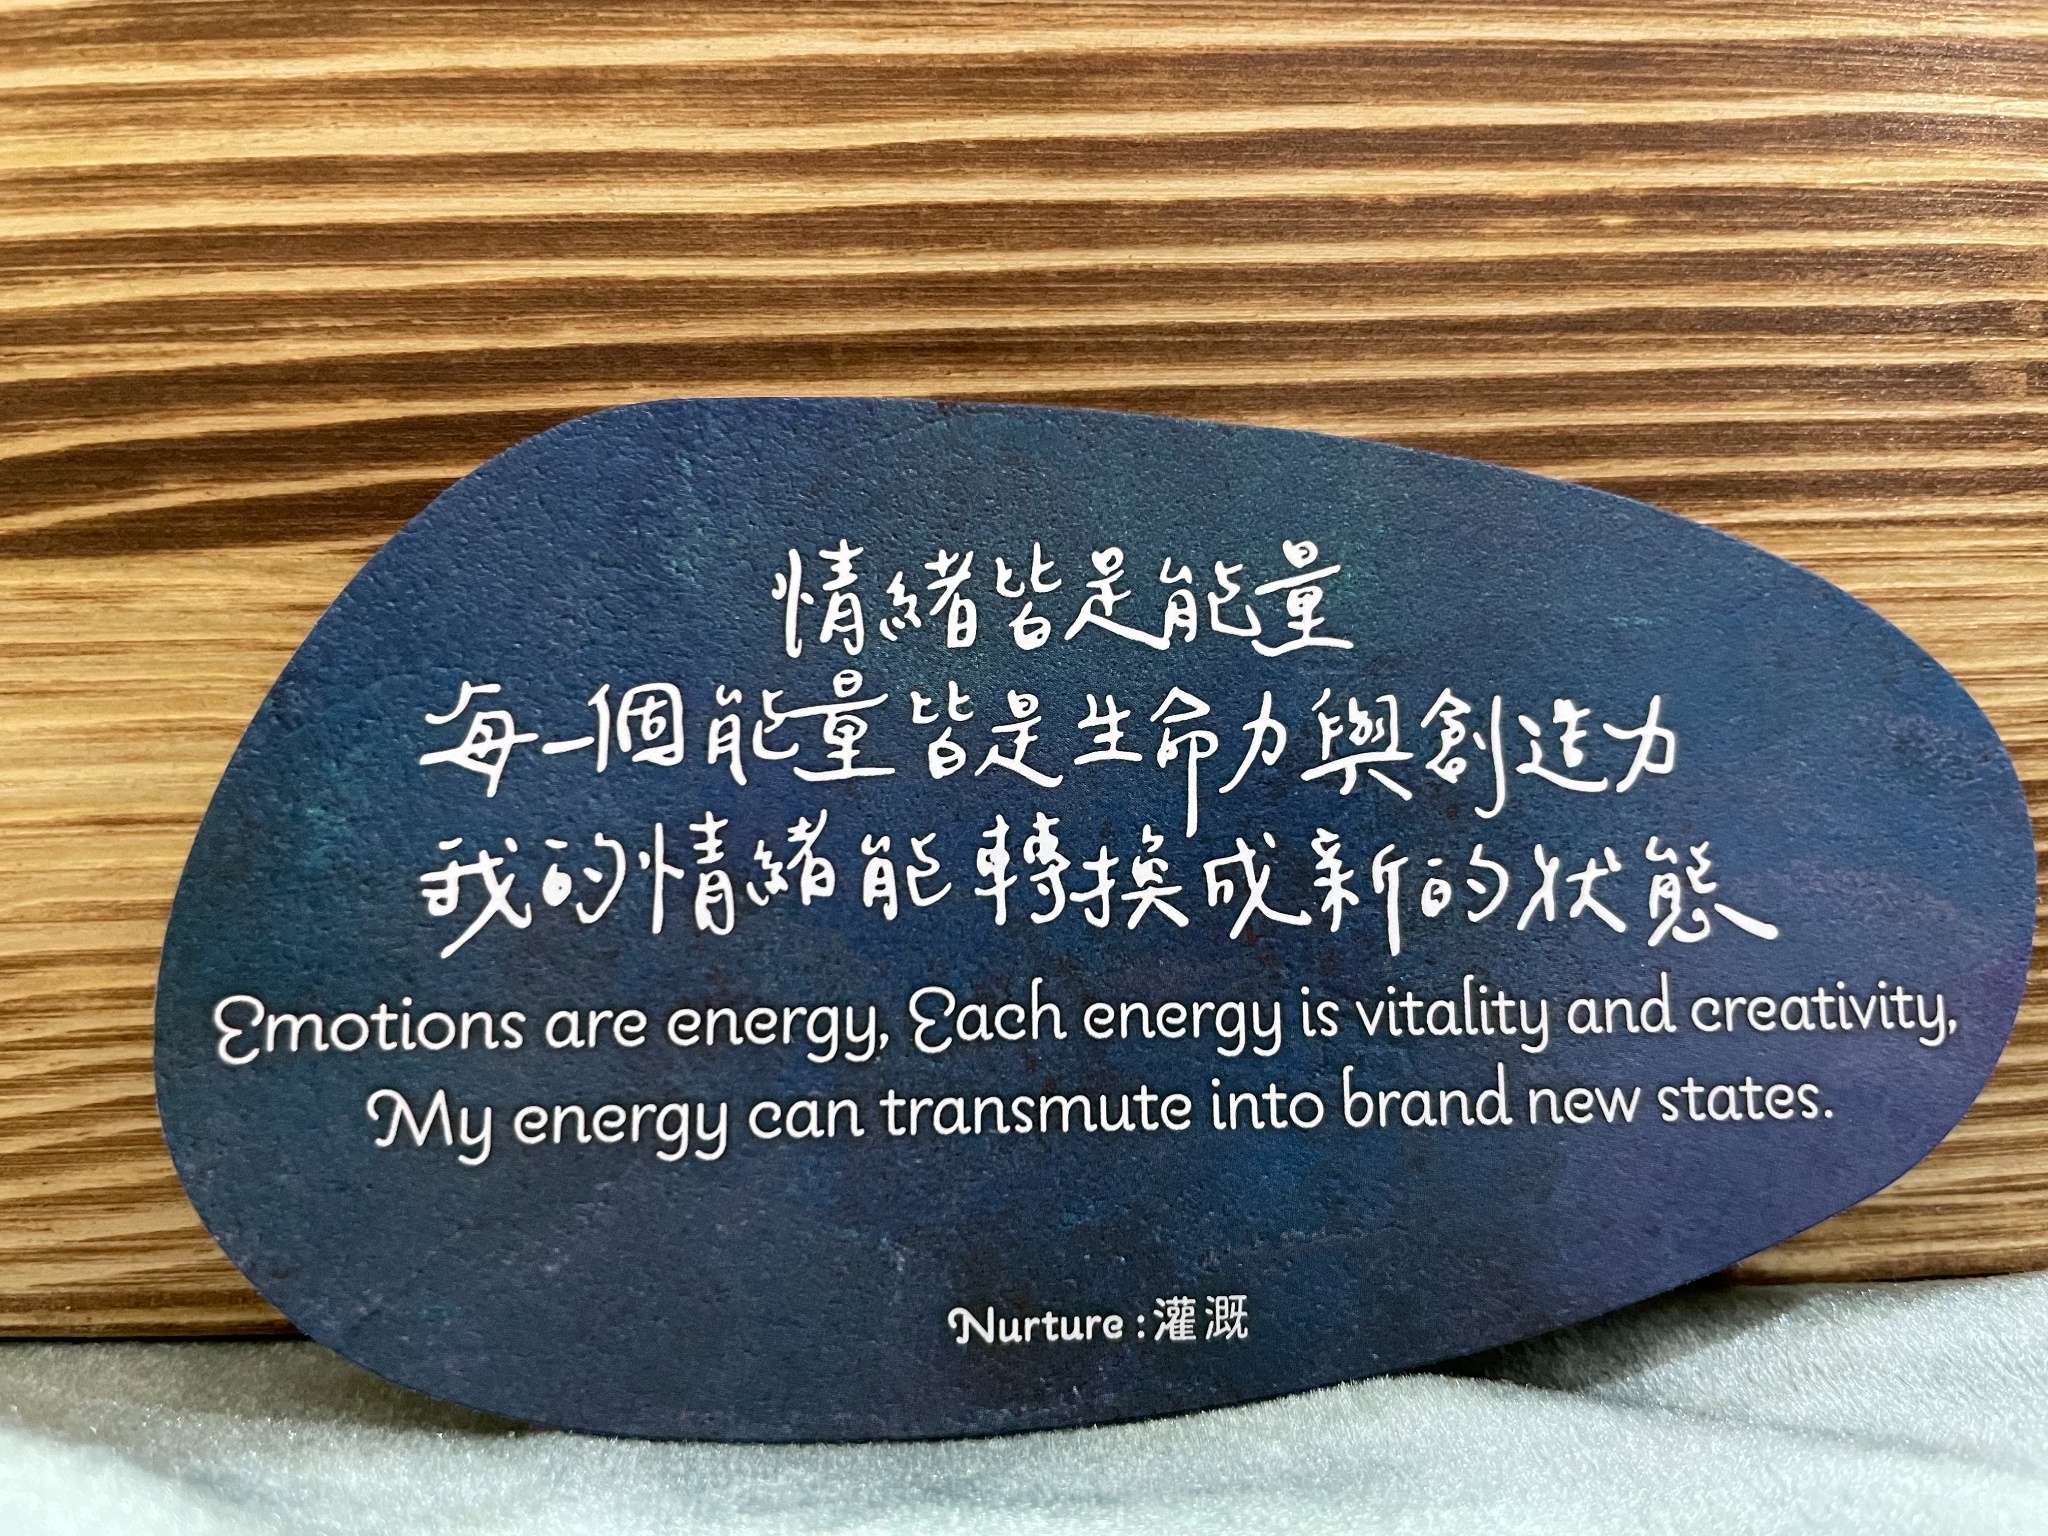 情緒皆是能量
每一個能量皆是生命力與創造力
我的情緒能轉換成新的狀態
Emotions are energy, Each energy is vitality and creativity,
My energy can transmute into brand new states.
Nurture : 灌溉